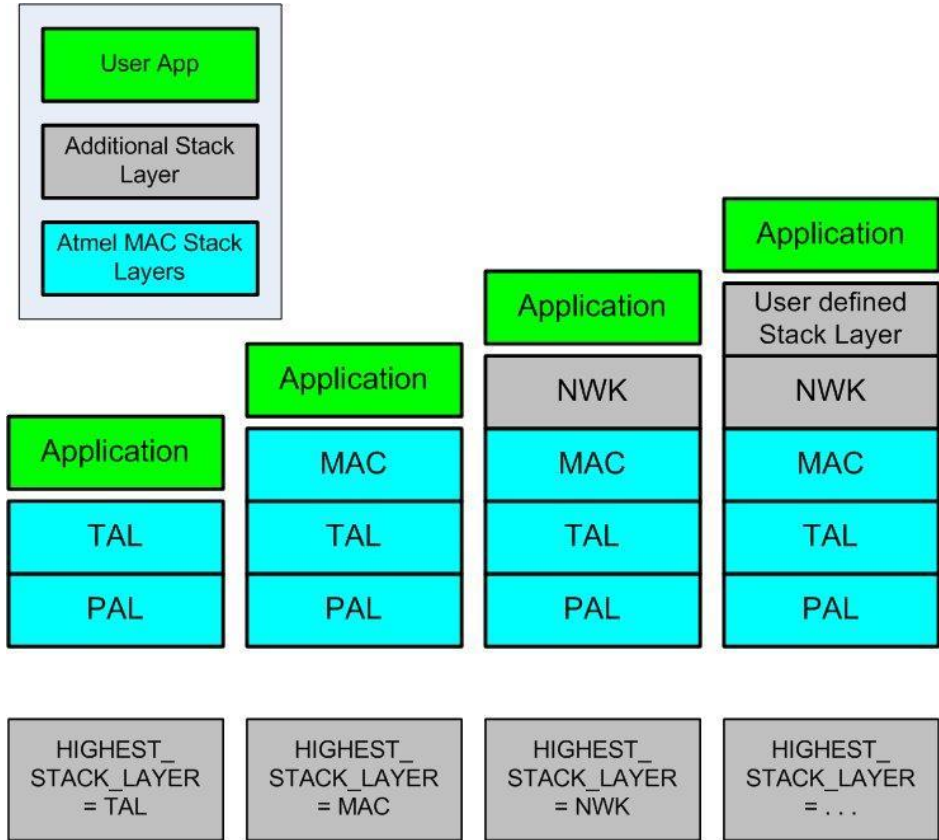 User App
Additional Stack
Layer
Atmel MAC Stack
Layers
Application
TAL
PAL
HIGHEST_
STACK_LAYER
= TAL
Application
MAC
TAL
PAL
HIGHEST_
STACK_LAYER
= MAC
Application
NWK
MAC
TAL
PAL
HIGHEST_
STACK_LAYER
= NWK
Application
User defined
Stack Layer
NWK
MAC
TAL
PAL
HIGHEST_
STACK_LAYER
= . . .